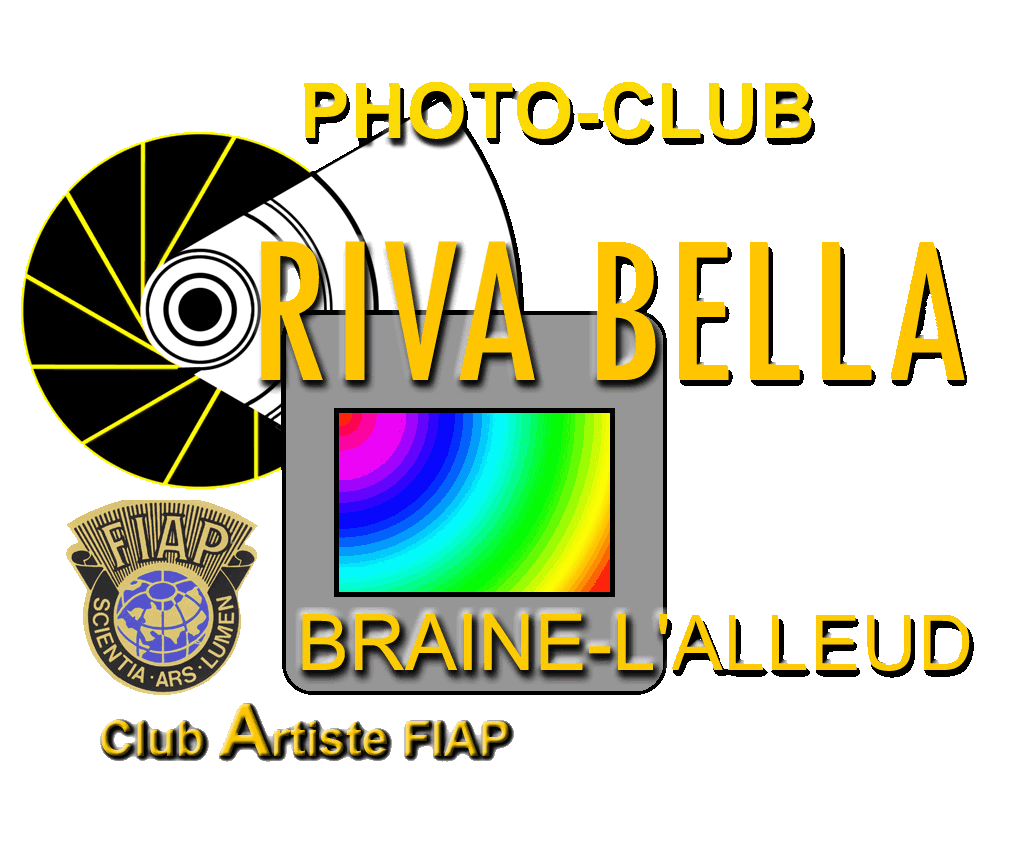 PHOTO-CLUB
RIVA BELLA
FIAP
SCIENTIA · ARS · LUMEN
BRAINE-L'ALLEUD
Club Artiste FIAP